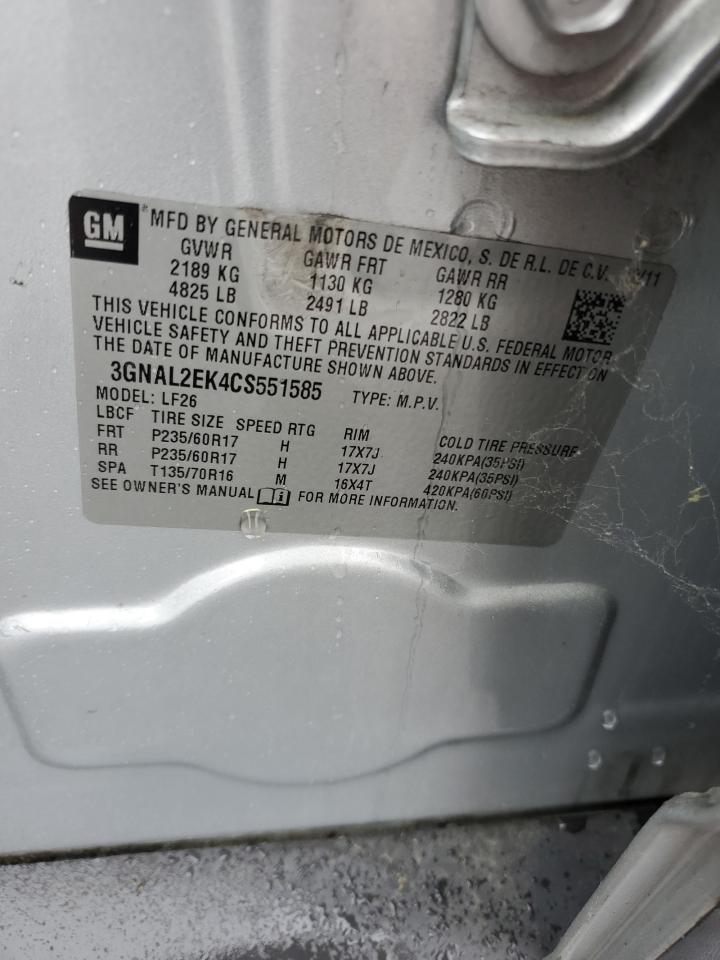 GM
*MFD BY GENERAL MOTORS DE MEXICO, S. DE R.L. DE C.V.
GVWR GAWR FRT GAWR RR
2189 KG 1130 KG 1280 KG
4825 LB 2491 LB 2822 LB
THIS VEHICLE CONFORMS TO ALL APPLICABLE U.S. FEDERAL MOTOR
VEHICLE SAFETY AND THEFT PREVENTION STANDARDS IN EFFECT ON
THE DATE OF MANUFACTURE SHOWN ABOVE.
3GNAL2EK4CS551585 TYPE: M.P.V.
MODEL: LF26
LBCF TIRE SIZE SPEED RTG RIM COLD TIRE PRESSURE
FRT P235/60R17 H 17X7J 240KPA(35PSI)
RR P235/60R17 H 17X7J 240KPA(35PSI)
SPA T135/70R16 M 16X4T 420KPA(60PSI)
SEE OWNER'S MANUAL FOR MORE INFORMATION.